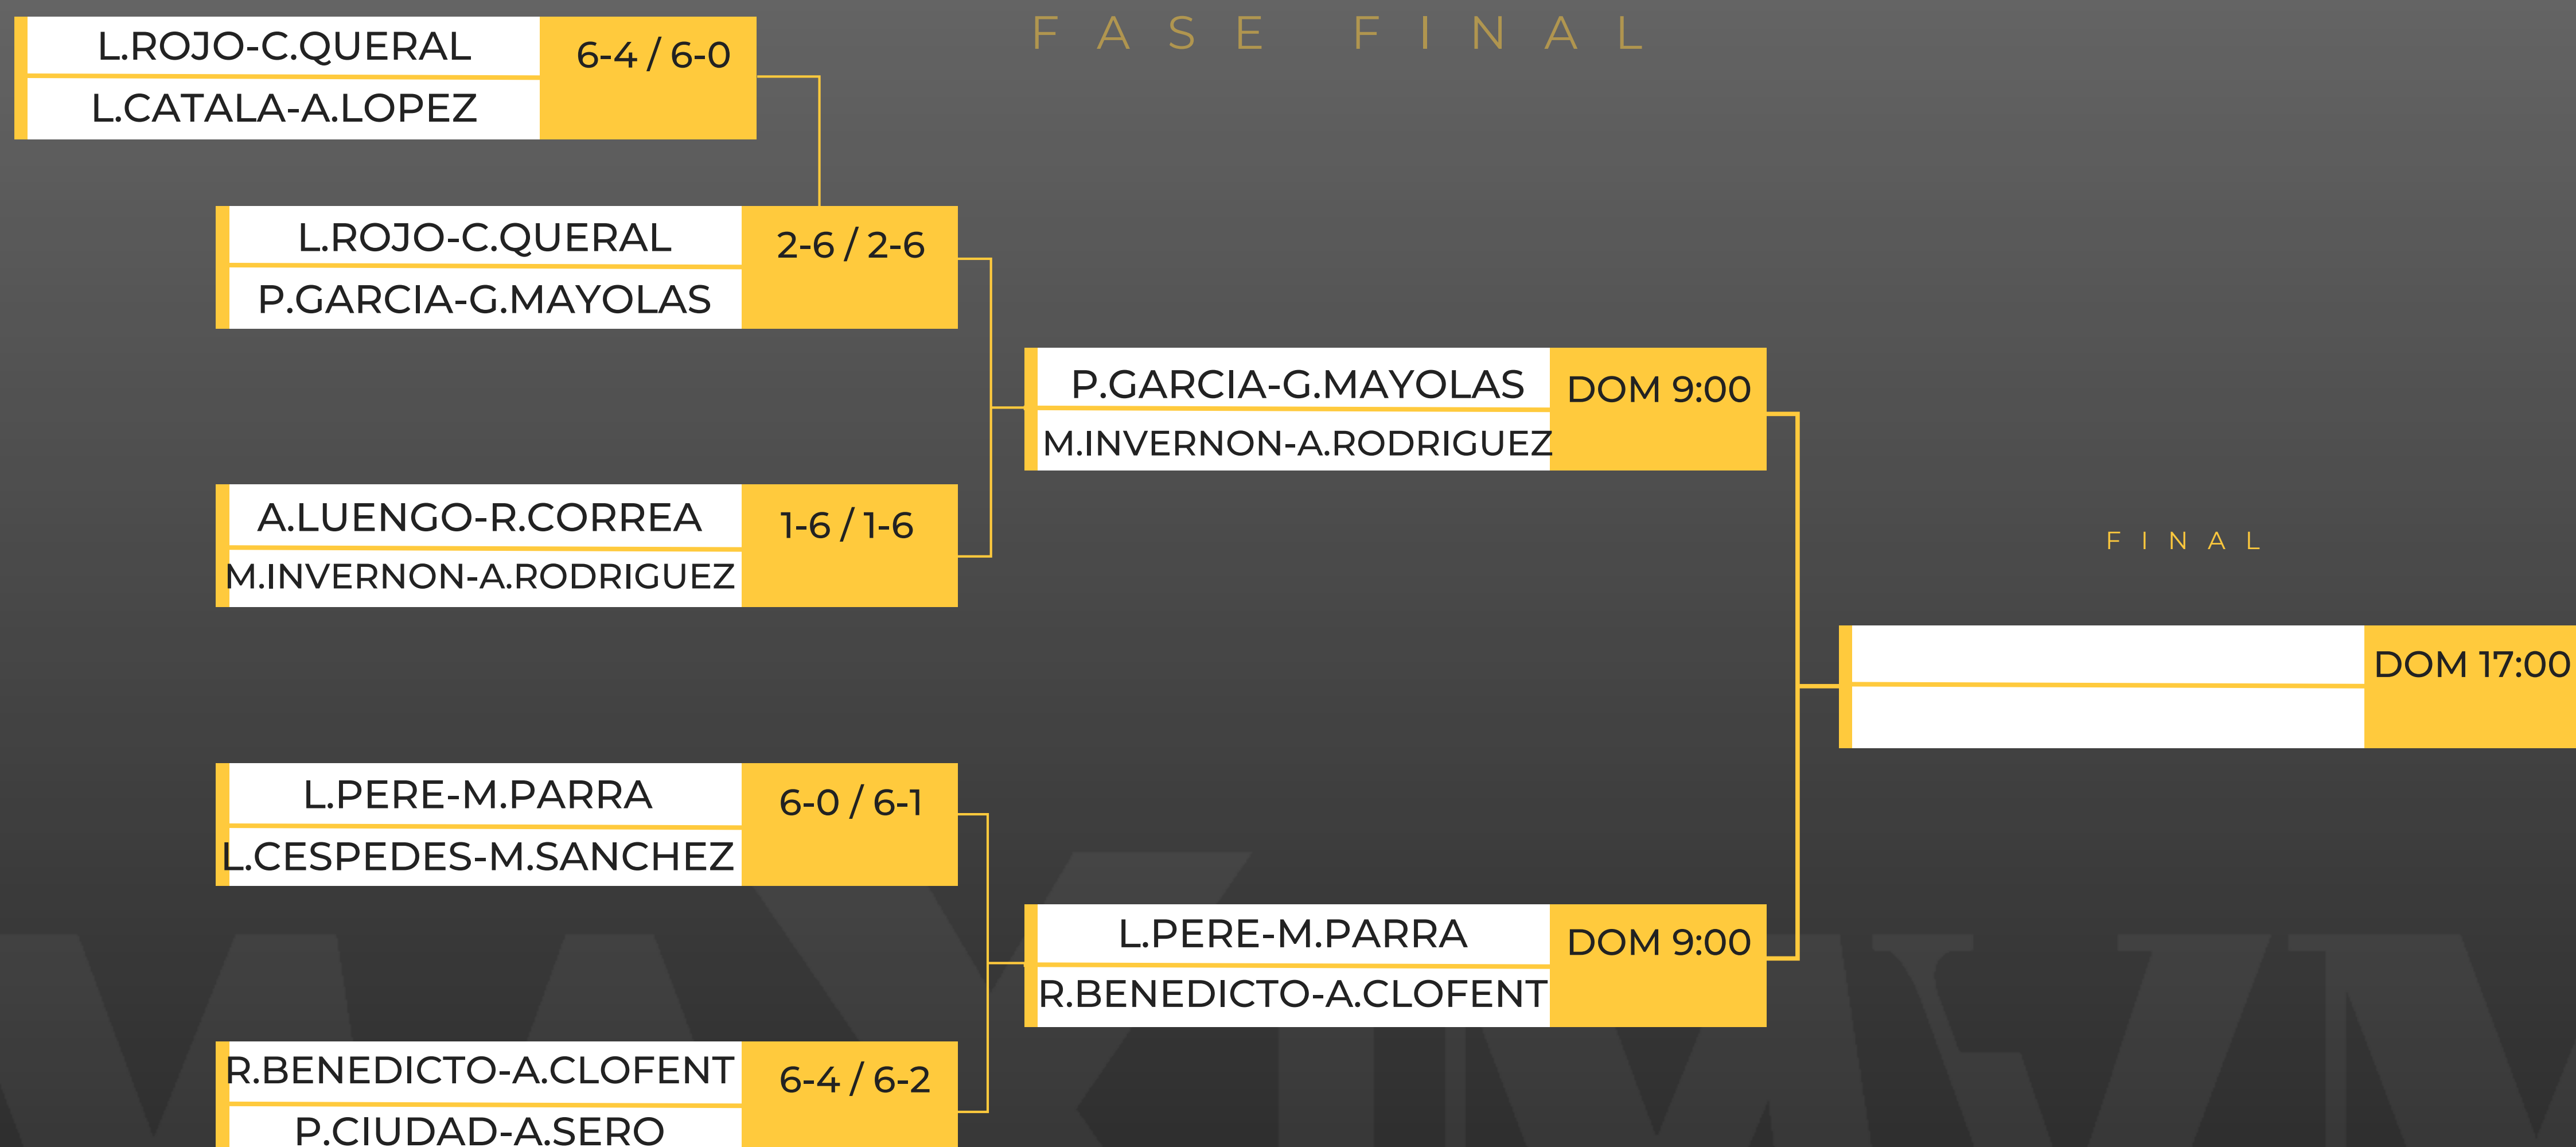 FASE FINAL
L.ROJO-C.QUERAL
6-4 / 6-0
L.CATALA-A.LOPEZ
L.ROJO-C.QUERAL
2-6 / 2-6
P.GARCIA-G.MAYOLAS
P.GARCIA-G.MAYOLAS
DOM 9:00
M.INVERNON-A.RODRIGUEZ
A.LUENGO-R.CORREA
1-6 / 1-6
M.INVERNON-A.RODRIGUEZ
FINAL
DOM 17:00
L.PERE-M.PARRA
6-0 / 6-1
L.CESPEDES-M.SANCHEZ
L.PERE-M.PARRA
DOM 9:00
R.BENEDICTO-A.CLOFENT
R.BENEDICTO-A.CLOFENT
6-4 / 6-2
P.CIUDAD-A.SERO